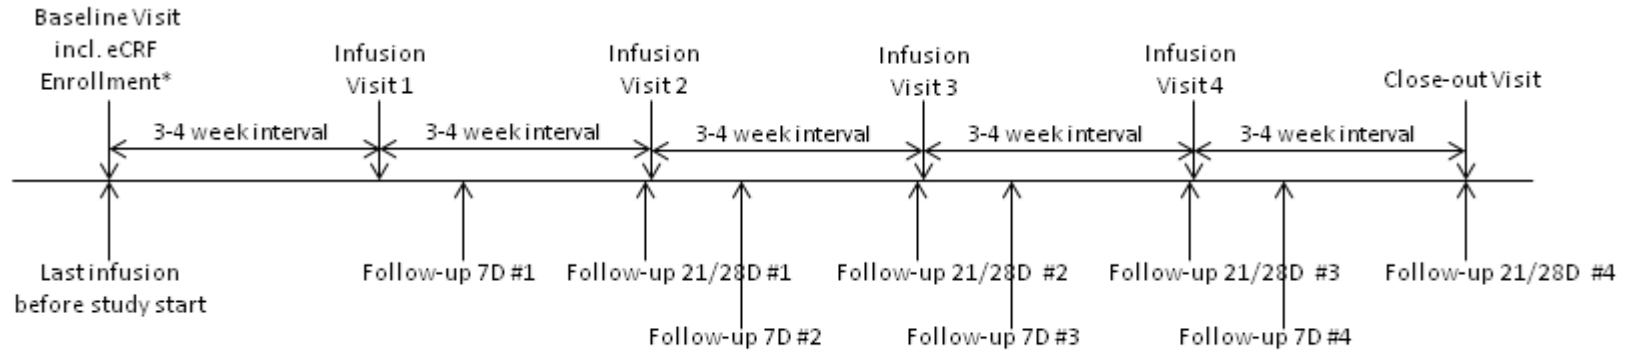 Baseline Visit
incl. eCRF
Enrollment*
Infusion
Visit 1
Infusion
Visit 2
Infusion
Visit 3
Infusion
Visit 4
Close-out Visit
3-4 week interval
3-4 week interval
3-4 week interval
3-4 week interval
3-4 week interval
Last infusion
before study start
Follow-up 7D #1
Follow-up 21/28D #1
Follow-up 21/28D #2
Follow-up 21/28D #3
Follow-up 21/28D #4
Follow-up 7D #2
Follow-up 7D #3
Follow-up 7D #4